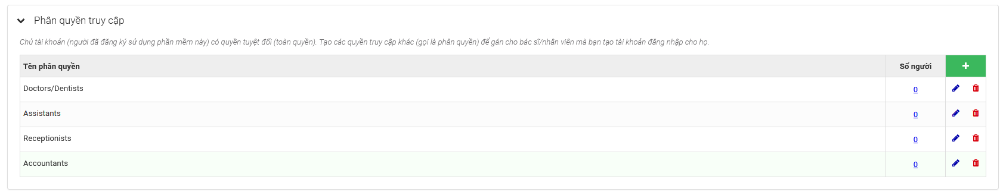 Phân quyền truy cập
Chủ tài khoản (người đã đăng ký sử dụng phần mềm này) có quyền tuyệt đối (toàn quyền). Tạo các quyền truy cập khác (gọi là phân quyền) để gán cho bác sĩ/nhân viên mà bạn tạo tài khoản đăng nhập cho họ.
Tên phân quyền Số người
Doctors/Dentists 0
Assistants 0
Receptionists 0
Accountants 0